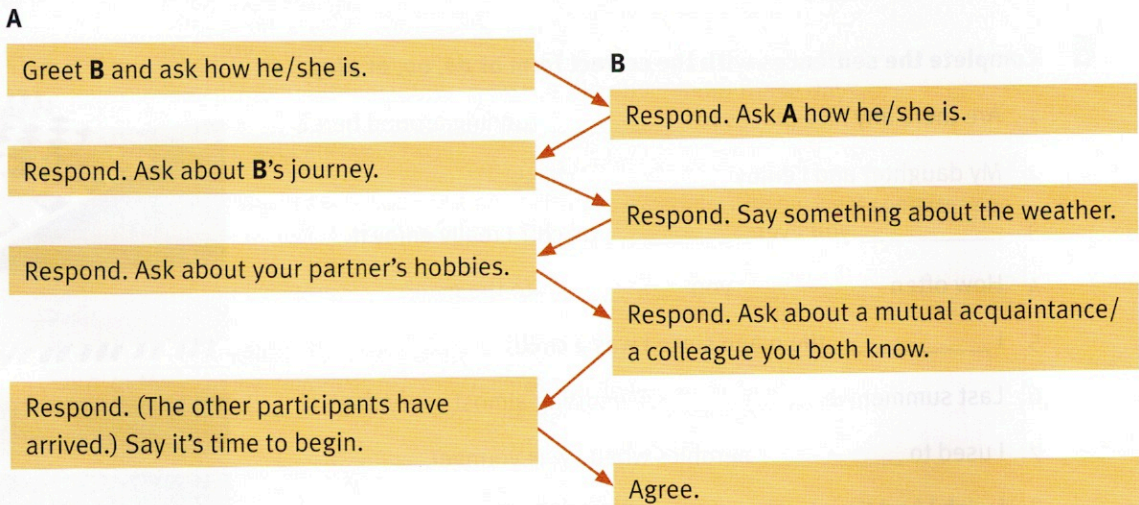 A
Greet B and ask how he/she is.
B
Respond. Ask A how he/she is.
Respond. Ask about B's journey.
Respond. Say something about the weather.
Respond. Ask about your partner's hobbies.
Respond. Ask about a mutual acquaintance/
a colleague you both know.
Respond. (The other participants have
arrived.) Say it's time to begin.
Agree.